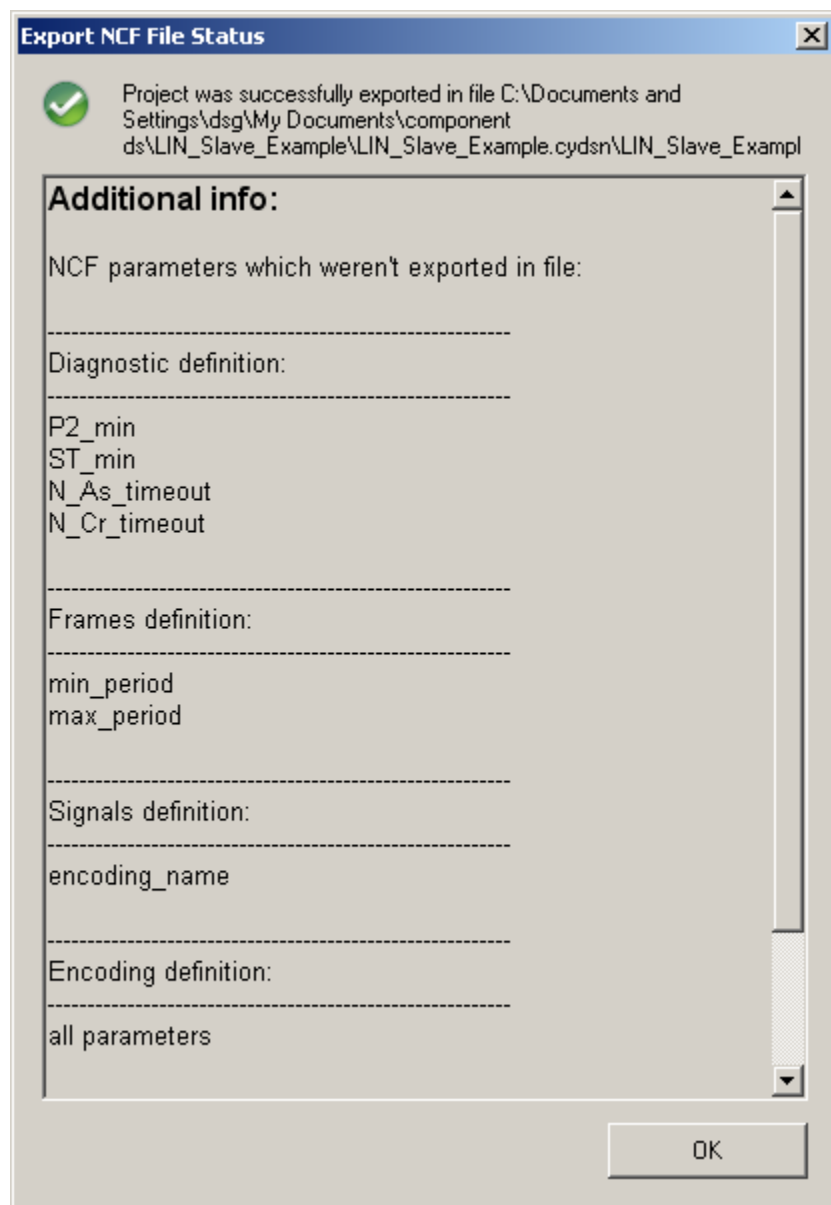 Export NCF File Status
Project was successfully exported in file C:\Documents and
Settings\dsg\My Documents\component
ds\LIN_Slave_Example\LIN_Slave_Example.cydsn\LIN_Slave_Exampl
Additional info:
NCF parameters which weren't exported in file:
----------------------------------------------------------
Diagnostic definition:
----------------------------------------------------------
P2_min
ST_min
N_As_timeout
N_Cr_timeout
----------------------------------------------------------
Frames definition:
----------------------------------------------------------
min_period
max_period
----------------------------------------------------------
Signals definition:
----------------------------------------------------------
encoding_name
----------------------------------------------------------
Encoding definition:
----------------------------------------------------------
all parameters
OK